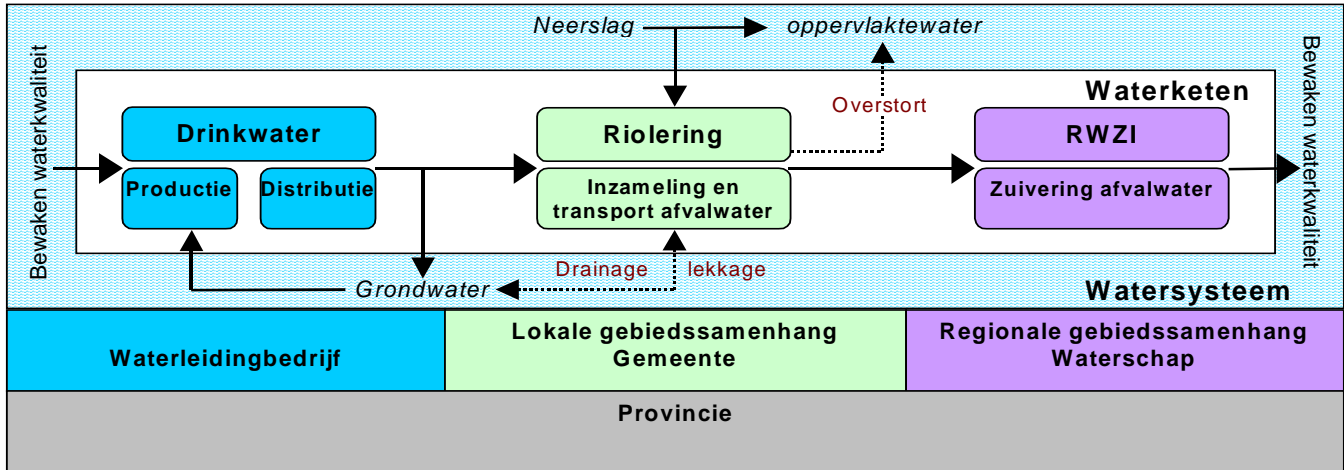 Neerslag
oppervlaktewater
Bewaken waterkwaliteit
Bewaken waterkwaliteit
Waterketen
Overstort
Drinkwater
Riolering
RWZI
Productie
Distributie
Inzameling en
transport afvalwater
Zuivering afvalwater
Drainage
lekkage
Grondwater
Watersysteem
Waterleidingbedrijf
Lokale gebiedssamenhang
Gemeente
Regionale gebiedssamenhang
Waterschap
Provincie